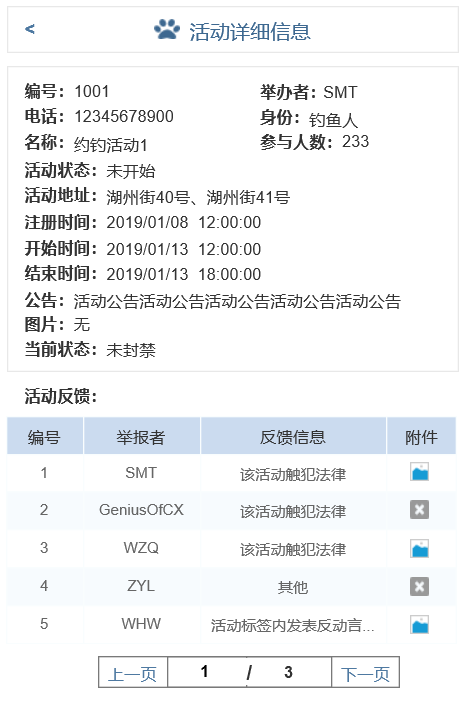 < 活动详细信息
编号：1001 举办者：SMT
电话：12345678900 身份：钓鱼人
名称：约钓活动1 参与人数：233
活动状态：未开始
活动地址：湖州街40号、湖州街41号
注册时间：2019/01/08 12:00:00
开始时间：2019/01/13 12:00:00
结束时间：2019/01/13 18:00:00
公告：活动公告活动公告活动公告活动公告活动公告
图片：无
当前状态：未封禁
活动反馈：
编号 举报者 反馈信息 附件
1 SMT 该活动触犯法律
2 GeniusOfCX 该活动触犯法律
3 WZQ 该活动触犯法律
4 ZYL 其他
5 WHW 活动标签内发表反动言...
上一页 1 / 3 下一页